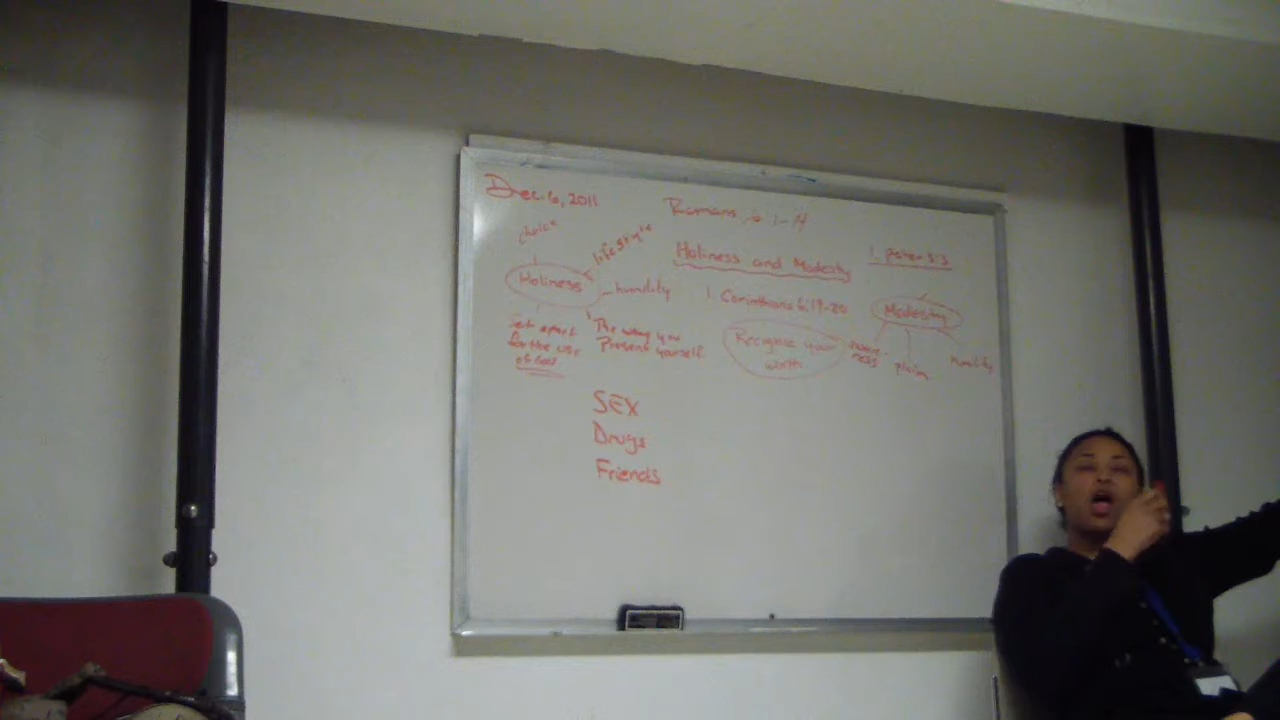 Dec. 6, 2011
Romans 6 1-14
choice
lifestyle
Holiness and Modesty
1 peter 3:3
Holiness
humility
1 Corinthians 6:19-20
Modesty
Set apart
for the use
of God
The way you
Present yourself
Recognize your
worth
plain
humility
SEX
Drugs
Friends